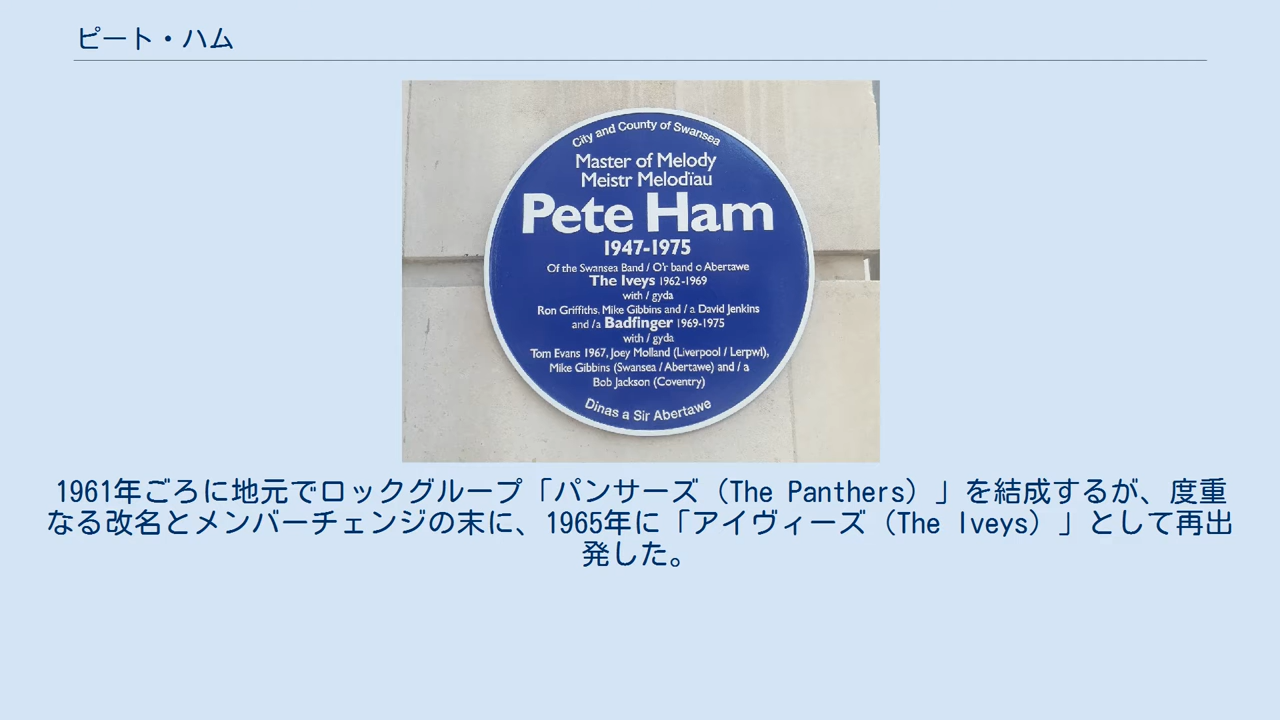 ピート・ハム
City and County of Swansea
Master of Melody
Meistr Melodïau
Pete Ham
1947-1975
Of the Swansea Band / O'r band o Abertawe
The Iveys 1962-1969
with / gyda
Ron Griffiths, Mike Gibbins and / a David Jenkins
and /a Badfinger 1969-1975
with / gyda
Tom Evans 1967, Joey Molland (Liverpool / Lerpwl),
Mike Gibbins (Swansea / Abertawe) and / a
Bob Jackson (Coventry)
Dinas a Sir Abertawe
1961年ごろに地元でロックグループ「パンサーズ（The Panthers）」を結成するが、度重
なる改名とメンバーチェンジの末に、1965年に「アイヴィーズ（The Iveys）」として再出
発した。